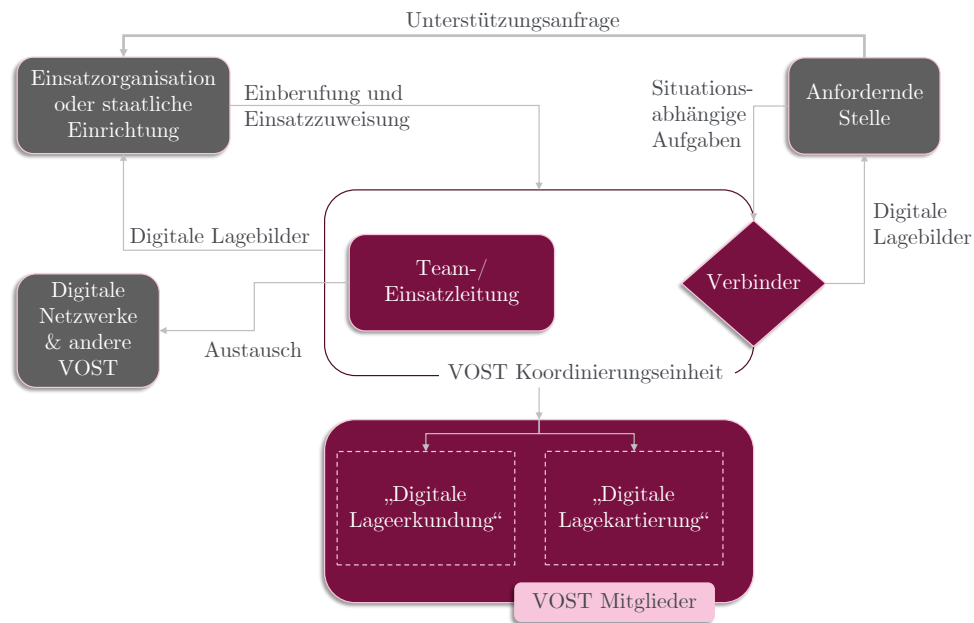 Unterstützungsanfrage
Einsatzorganisation
oder staatliche
Einrichtung
Einberufung und
Einsatzzuweisung
Situations-
abhängige
Aufgaben
Anfordernde
Stelle
Digitale Lagebilder
Team-/
Einsatzleitung
Verbinder
Digitale
Lagebilder
Digitale
Netzwerke
& andere
VOST
Austausch
VOST Koordinierungseinheit
„Digitale
Lageerkundung“
„Digitale
Lagekartierung“
VOST Mitglieder